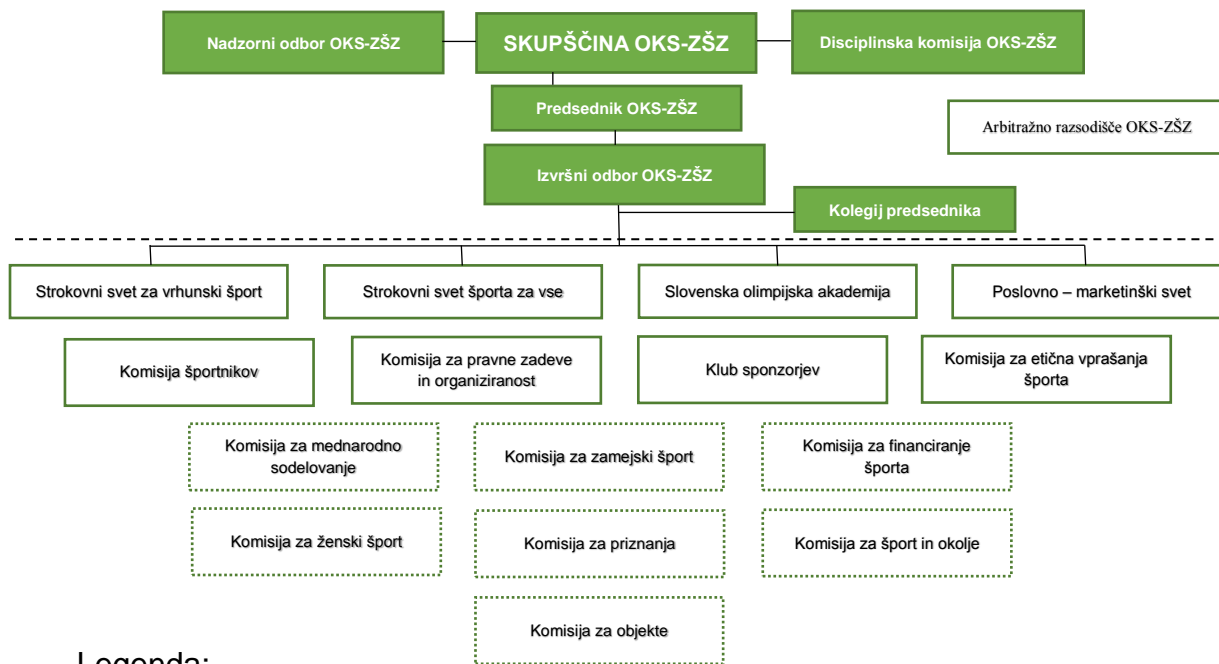 Nadzorni odbor OKS-ZŠZ
SKUPŠČINA OKS-ZŠZ
Disciplinska komisija OKS-ZŠZ
Predsednik OKS-ZŠZ
Arbitražno razsodišče OKS-ZŠZ
Izvršni odbor OKS-ZŠZ
Kolegij predsednika
Strokovni svet za vrhunski šport
Strokovni svet športa za vse
Slovenska olimpijska akademija
Poslovno – marketinški svet
Komisija športnikov
Komisija za pravne zadeve
in organiziranost
Klub sponzorjev
Komisija za etična vprašanja
športa
Komisija za mednarodno
sodelovanje
Komisija za zamejski šport
Komisija za financiranje
športa
Komisija za ženski šport
Komisija za priznanja
Komisija za šport in okolje
Komisija za objekte
Legenda: